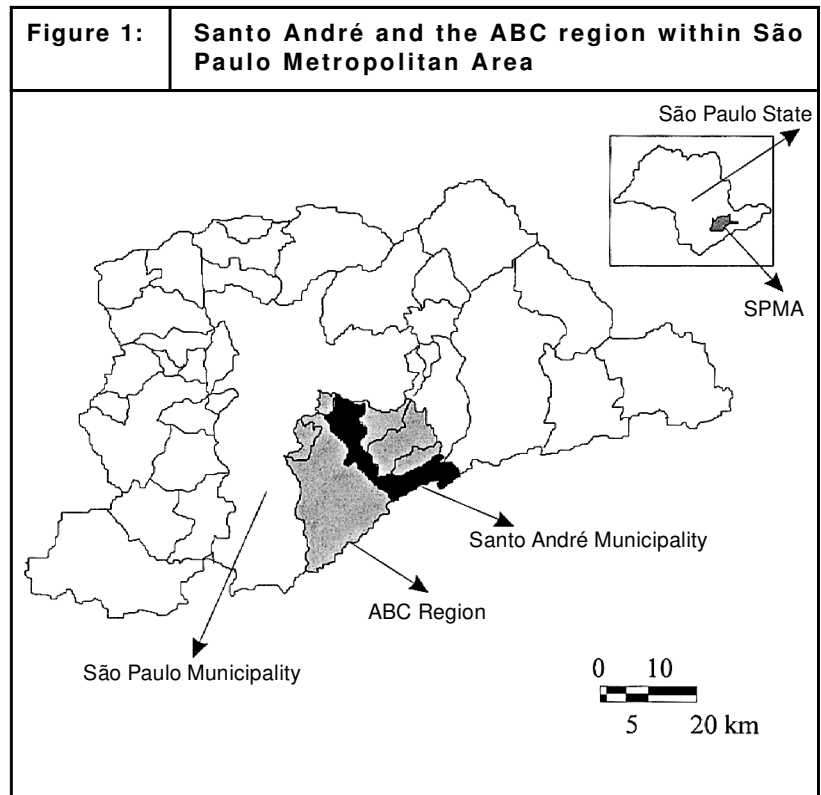 Figure 1:
Santo André and the ABC region within São
Paulo Metropolitan Area
São Paulo State
SPMA
Santo André Municipality
ABC Region
São Paulo Municipality
0 10
5 20 km